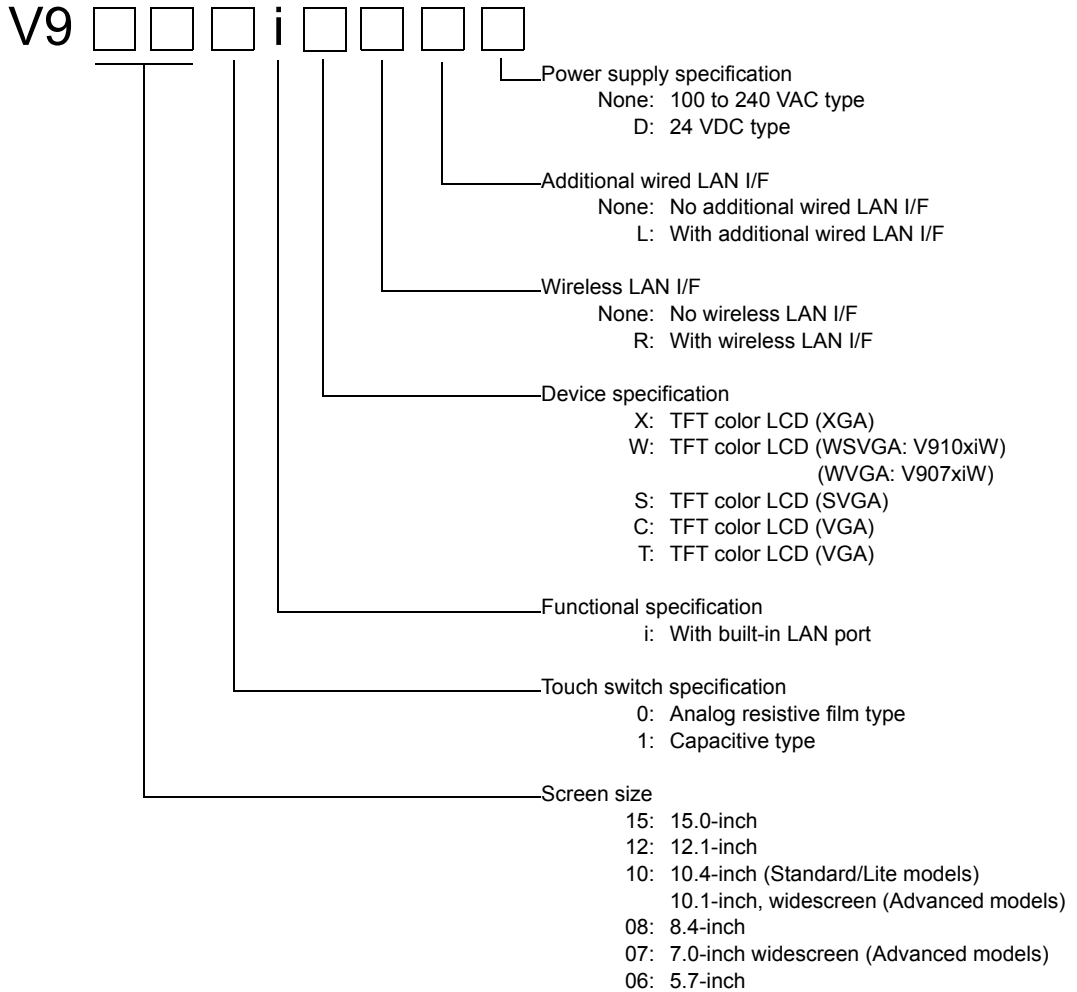 V9 □ □ □ i □ □ □ □
Power supply specification
None: 100 to 240 VAC type
D: 24 VDC type
Additional wired LAN I/F
None: No additional wired LAN I/F
L: With additional wired LAN I/F
Wireless LAN I/F
None: No wireless LAN I/F
R: With wireless LAN I/F
Device specification
X: TFT color LCD (XGA)
W: TFT color LCD (WSVGA: V910xiW)
(WVGA: V907xiW)
S: TFT color LCD (SVGA)
C: TFT color LCD (VGA)
T: TFT color LCD (VGA)
Functional specification
i: With built-in LAN port
Touch switch specification
0: Analog resistive film type
1: Capacitive type
Screen size
15: 15.0-inch
12: 12.1-inch
10: 10.4-inch (Standard/Lite models)
10.1-inch, widescreen (Advanced models)
08: 8.4-inch
07: 7.0-inch widescreen (Advanced models)
06: 5.7-inch